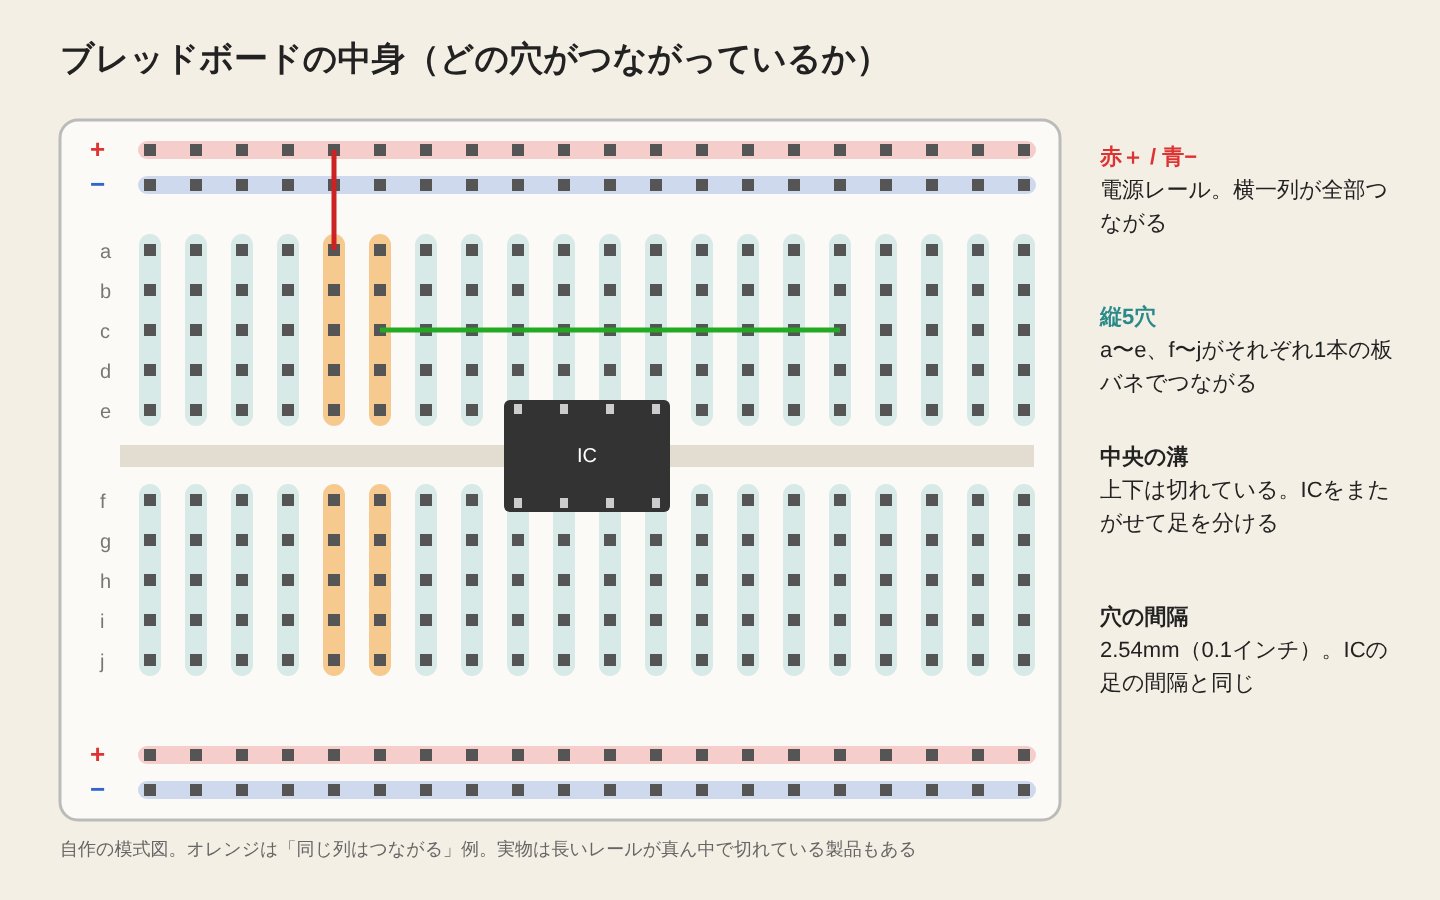 ブレッドボードの中身（どの穴がつながっているか）
+
−
a
b
c
d
e
IC
f
g
h
i
j
+
−
赤＋ / 青−
電源レール。横一列が全部つ
ながる
縦5穴
a〜e、f〜jがそれぞれ1本の板
バネでつながる
中央の溝
上下は切れている。ICをまた
がせて足を分ける
穴の間隔
2.54mm（0.1インチ）。ICの
足の間隔と同じ
自作の模式図。オレンジは「同じ列はつながる」例。実物は長いレールが真ん中で切れている製品もある